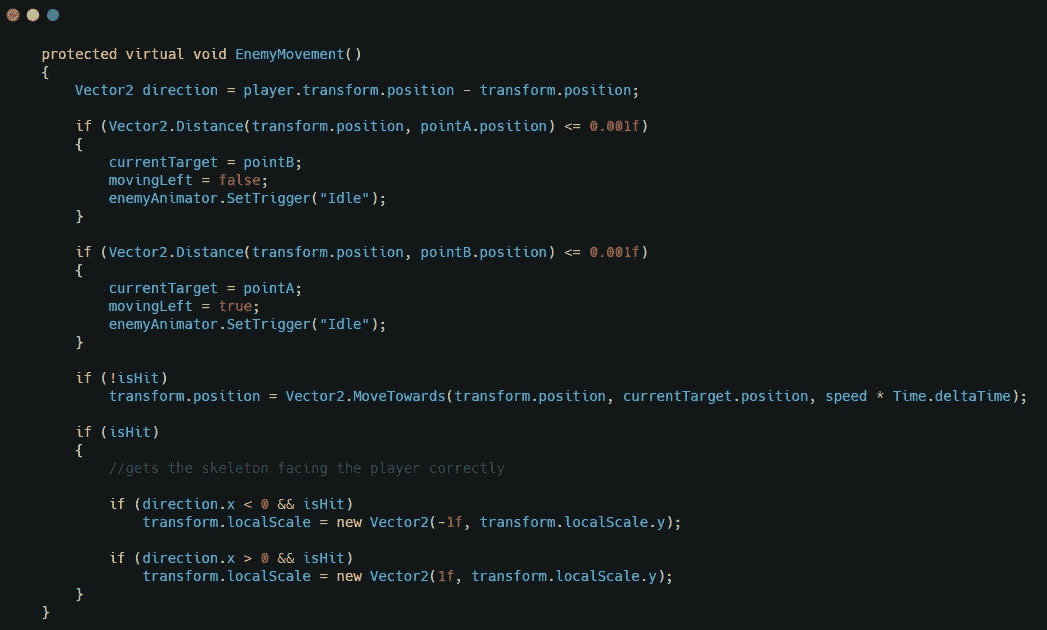 protected virtual void EnemyMovement()
{
Vector2 direction = player.transform.position - transform.position;
if (Vector2.Distance(transform.position, pointA.position) <= 0.001f)
{
currentTarget = pointB;
movingLeft = false;
enemyAnimator.SetTrigger("Idle");
}
if (Vector2.Distance(transform.position, pointB.position) <= 0.001f)
{
currentTarget = pointA;
movingLeft = true;
enemyAnimator.SetTrigger("Idle");
}
if (!isHit)
transform.position = Vector2.MoveTowards(transform.position, currentTarget.position, speed * Time.deltaTime);
if (isHit)
{
//gets the skeleton facing the player correctly
if (direction.x < 0 && isHit)
transform.localScale = new Vector2(-1f, transform.localScale.y);
if (direction.x > 0 && isHit)
transform.localScale = new Vector2(1f, transform.localScale.y);
}
}